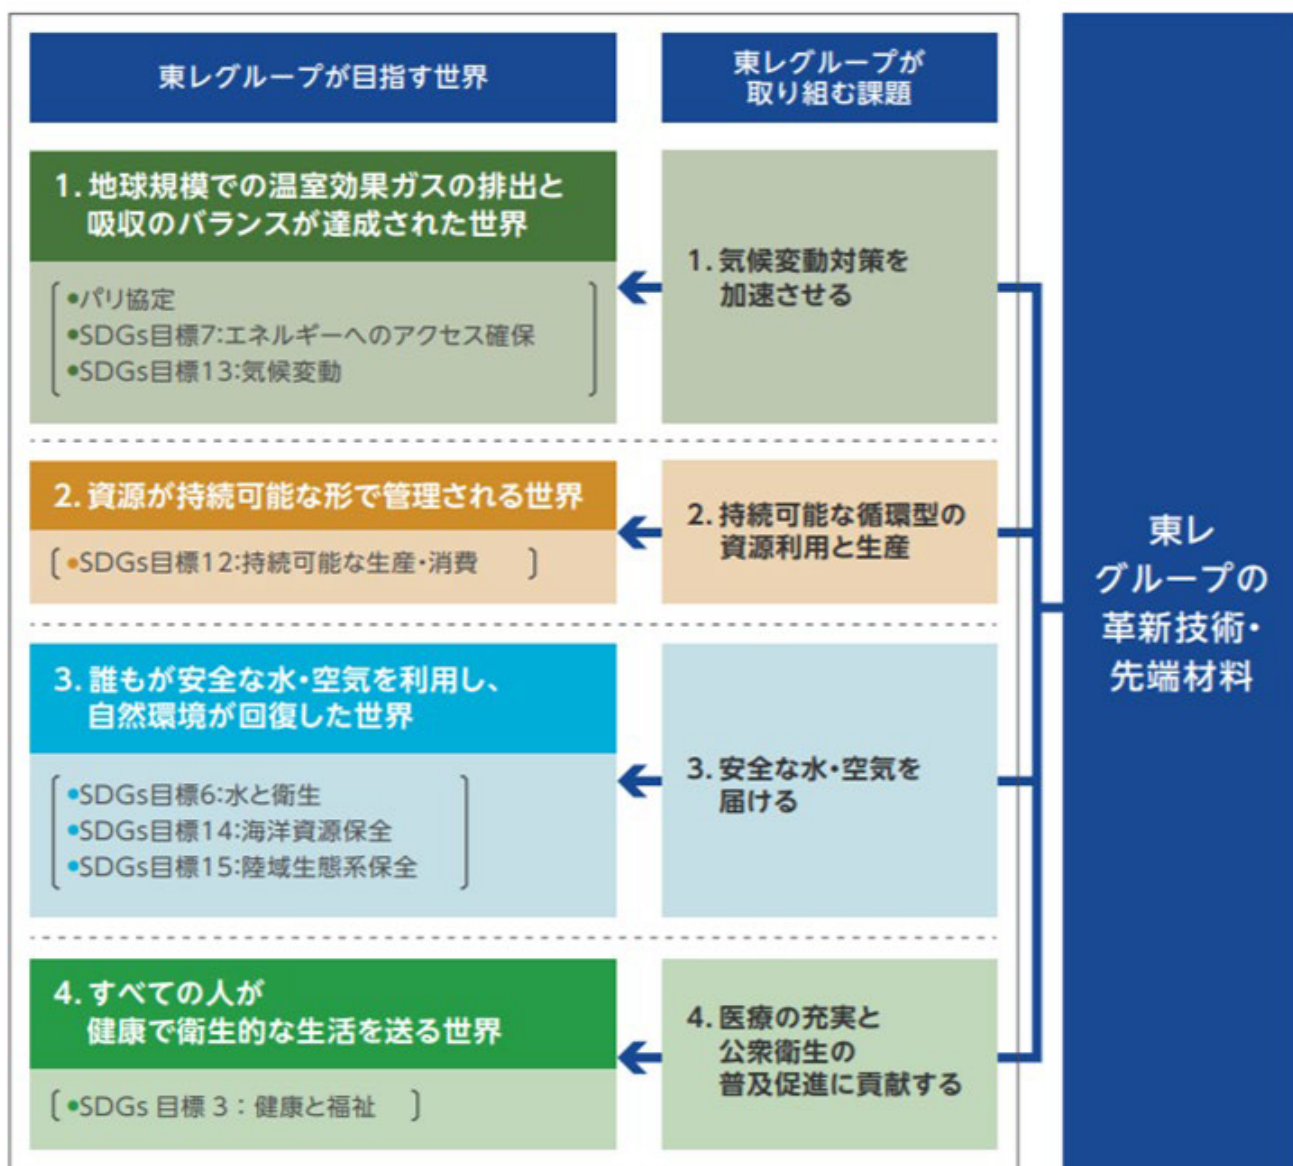 東レグループが目指す世界
東レグループが
取り組む課題
1. 地球規模での温室効果ガスの排出と
吸収のバランスが達成された世界
●パリ協定
●SDGs目標7:エネルギーへのアクセス確保
●SDGs目標13:気候変動
1. 気候変動対策を
加速させる
2. 資源が持続可能な形で管理される世界
●SDGs目標12:持続可能な生産・消費
2. 持続可能な循環型の
資源利用と生産
3. 誰もが安全な水・空気を利用し、
自然環境が回復した世界
●SDGs目標6:水と衛生
●SDGs目標14:海洋資源保全
●SDGs目標15:陸域生態系保全
3. 安全な水・空気を
届ける
4. すべての人が
健康で衛生的な生活を送る世界
●SDGs 目標 3：健康と福祉
4. 医療の充実と
公衆衛生の
普及促進に貢献する
東レ
グループの
革新技術・
先端材料